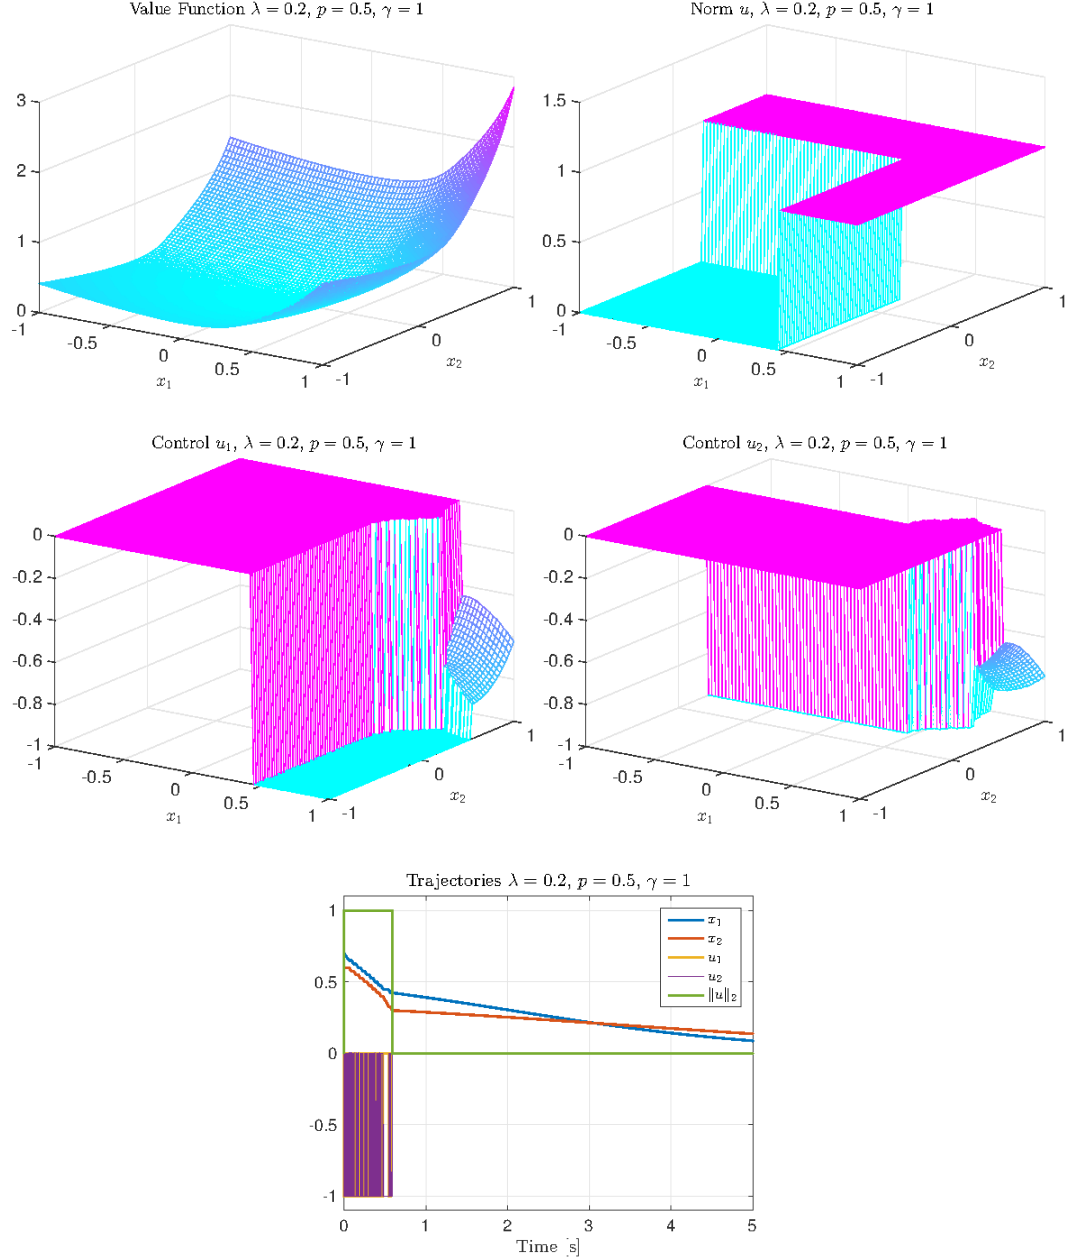 Value Function λ = 0.2, p = 0.5, γ = 1
3
2
1
0
-1
-0.5
0
0.5
1
x₁
-1
0
1
x₂
Norm u, λ = 0.2, p = 0.5, γ = 1
1.5
1
0.5
0
-1
-0.5
0
0.5
1
x₁
-1
0
1
x₂
Control u₁, λ = 0.2, p = 0.5, γ = 1
0
-0.2
-0.4
-0.6
-0.8
-1
-1
-0.5
0
0.5
1
x₁
-1
0
1
x₂
Control u₂, λ = 0.2, p = 0.5, γ = 1
0
-0.2
-0.4
-0.6
-0.8
-1
-1
-0.5
0
0.5
1
x₁
-1
0
1
x₂
Trajectories λ = 0.2, p = 0.5, γ = 1
1
0.5
0
-0.5
-1
x₁
x₂
u₁
u₂
‖u‖₂
0 1 2 3 4 5
Time [s]